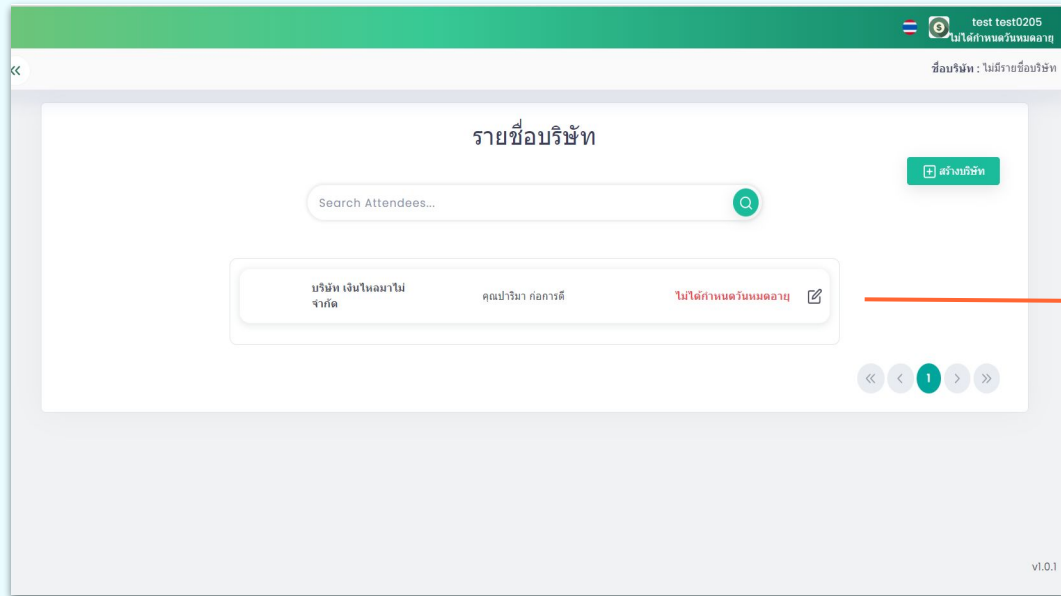 test test0205
ไม่ได้กำหนดวันหมดอายุ
ชื่อบริษัท : ไม่มีรายชื่อบริษัท
รายชื่อบริษัท
สร้างบริษัท
Search Attendees...
บริษัท เงินไหลมาไม่
จำกัด
คุณปาริมา ก่อการดี
ไม่ได้กำหนดวันหมดอายุ
1
v1.0.1